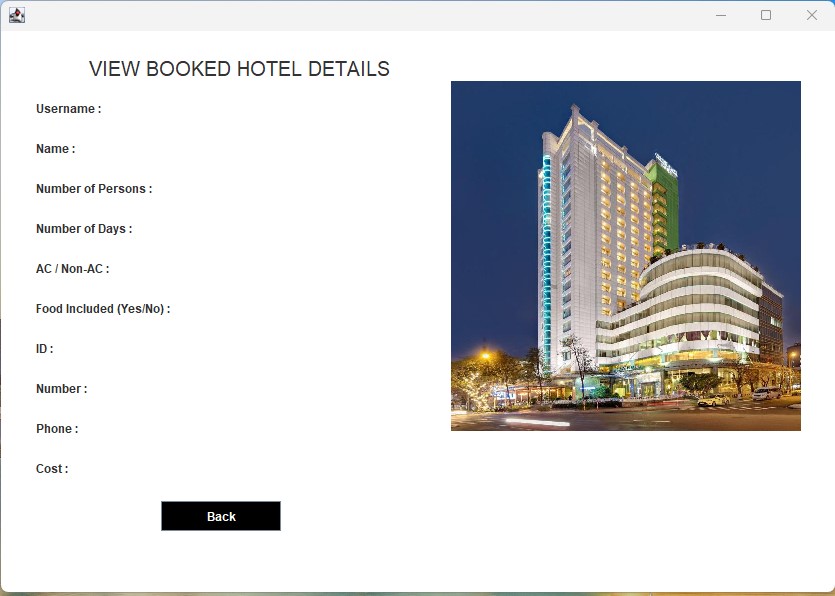 VIEW BOOKED HOTEL DETAILS
Username :
Name :
Number of Persons :
Number of Days :
AC / Non-AC :
Food Included (Yes/No) :
ID :
Number :
Phone :
Cost :
Back